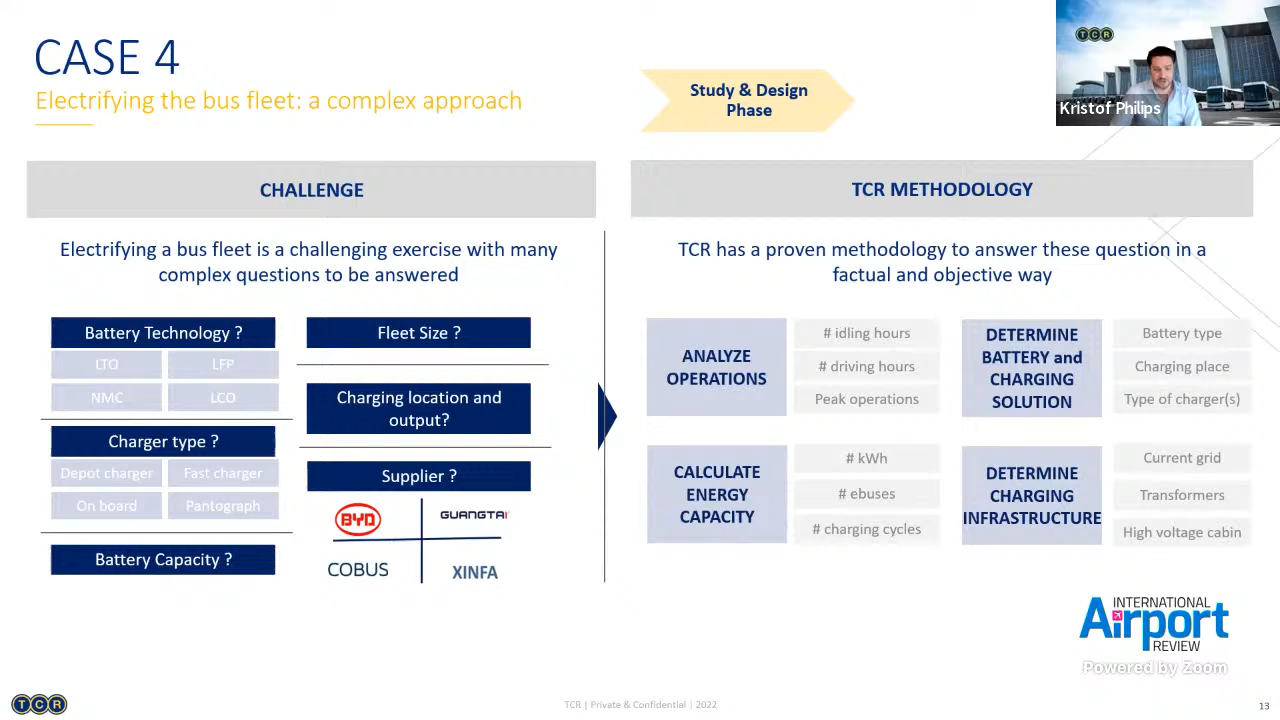 CASE 4
Electrifying the bus fleet: a complex approach
Study & Design
Phase
TCR
Kristof Philips
CHALLENGE
Electrifying a bus fleet is a challenging exercise with many
complex questions to be answered
Battery Technology ?
LTO
LFP
NMC
LCO
Charger type ?
Depot charger
Fast charger
On board
Pantograph
Battery Capacity ?
Fleet Size ?
Charging location and
output?
Supplier ?
BYD
GUANGTAI
COBUS
XINFA
TCR METHODOLOGY
TCR has a proven methodology to answer these question in a
factual and objective way
ANALYZE
OPERATIONS
# idling hours
# driving hours
Peak operations
DETERMINE
BATTERY and
CHARGING
SOLUTION
Battery type
Charging place
Type of charger(s)
CALCULATE
ENERGY
CAPACITY
# kWh
# ebuses
# charging cycles
DETERMINE
CHARGING
INFRASTRUCTURE
Current grid
Transformers
High voltage cabin
INTERNATIONAL
Airport
REVIEW
Powered by Zoom
TCR
TCR | Private & Confidential | 2022
13